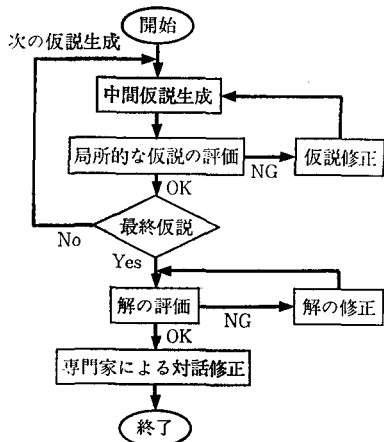 開始
次の仮説生成
中間仮説生成
局所的な仮説の評価
NG
仮説修正
OK
最終仮説
No
Yes
解の評価
NG
解の修正
OK
専門家による対話修正
終了